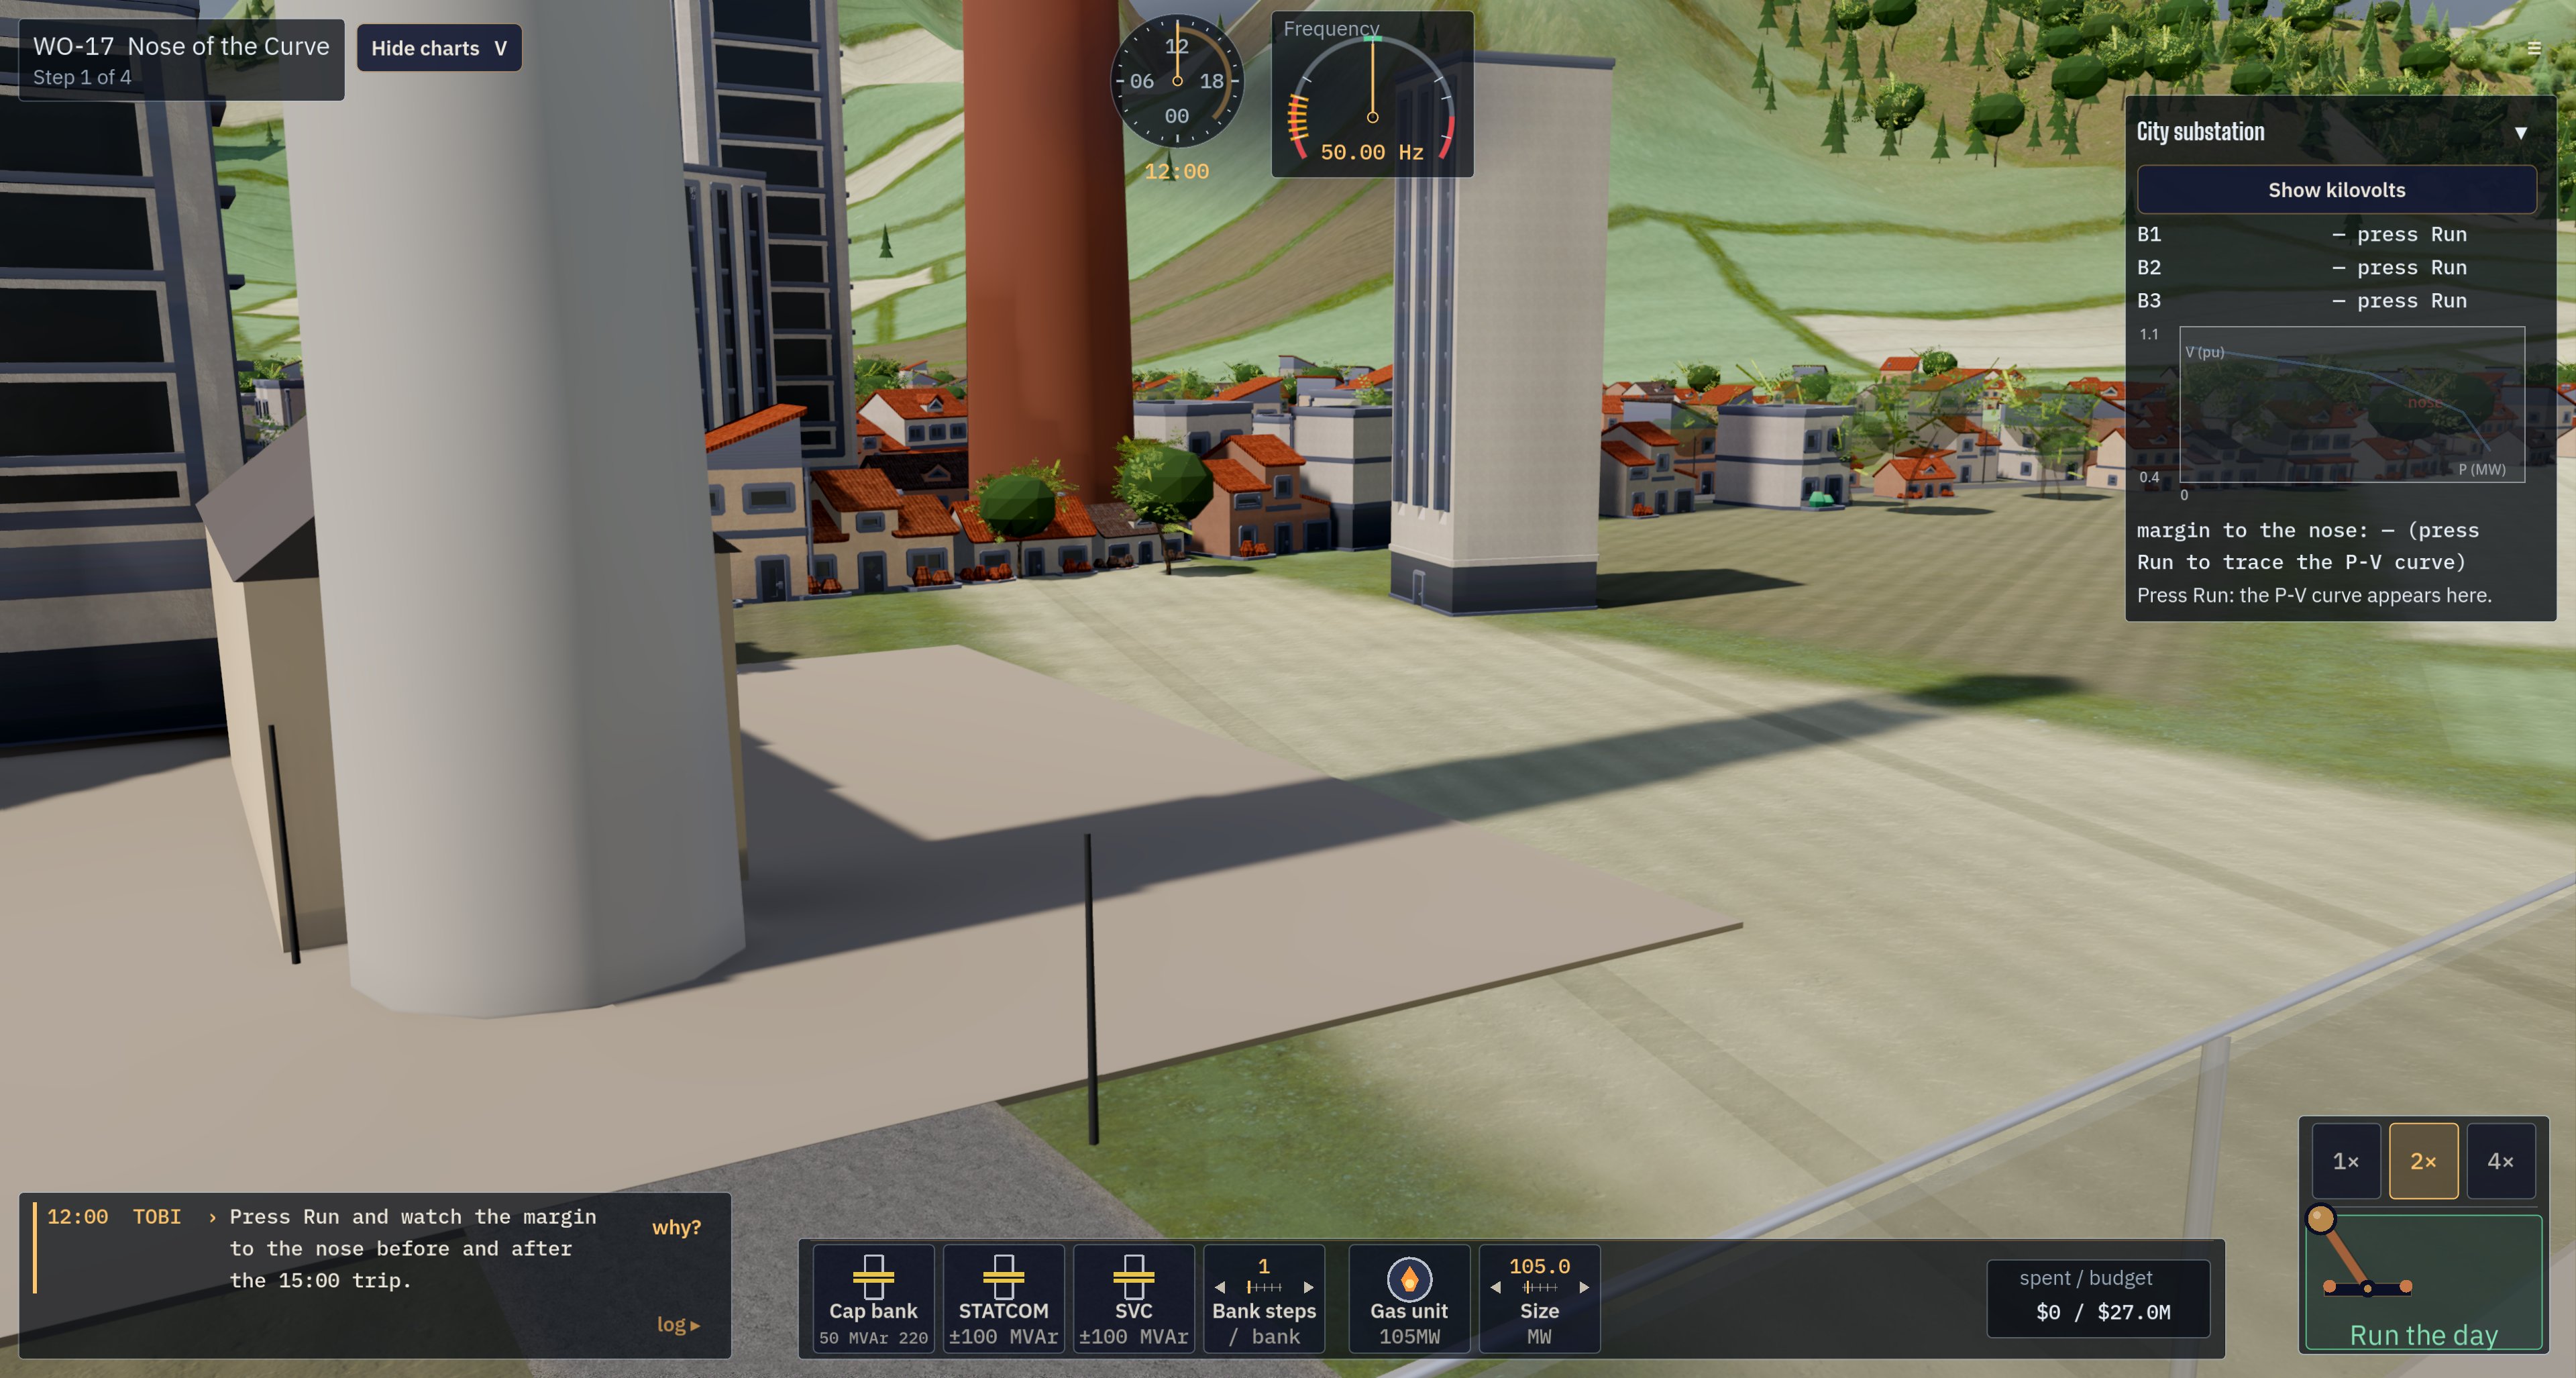 WO-17 Nose of the Curve
Step 1 of 4
Hide charts V
12
06 18
00
12:00
Frequency
50.00 Hz
City substation
Show kilovolts
B1 — press Run
B2 — press Run
B3 — press Run
1.1
V (pu)
nose
P (MW)
0.4
0
margin to the nose: — (press
Run to trace the P-V curve)
Press Run: the P-V curve appears here.
12:00 TOBI › Press Run and watch the margin
to the nose before and after
the 15:00 trip.
why?
log ▸
Cap bank
50 MVAr 220
STATCOM
±100 MVAr
SVC
±100 MVAr
1
Bank steps
/ bank
Gas unit
105MW
105.0
Size
MW
spent / budget
$0 / $27.0M
1× 2× 4×
Run the day